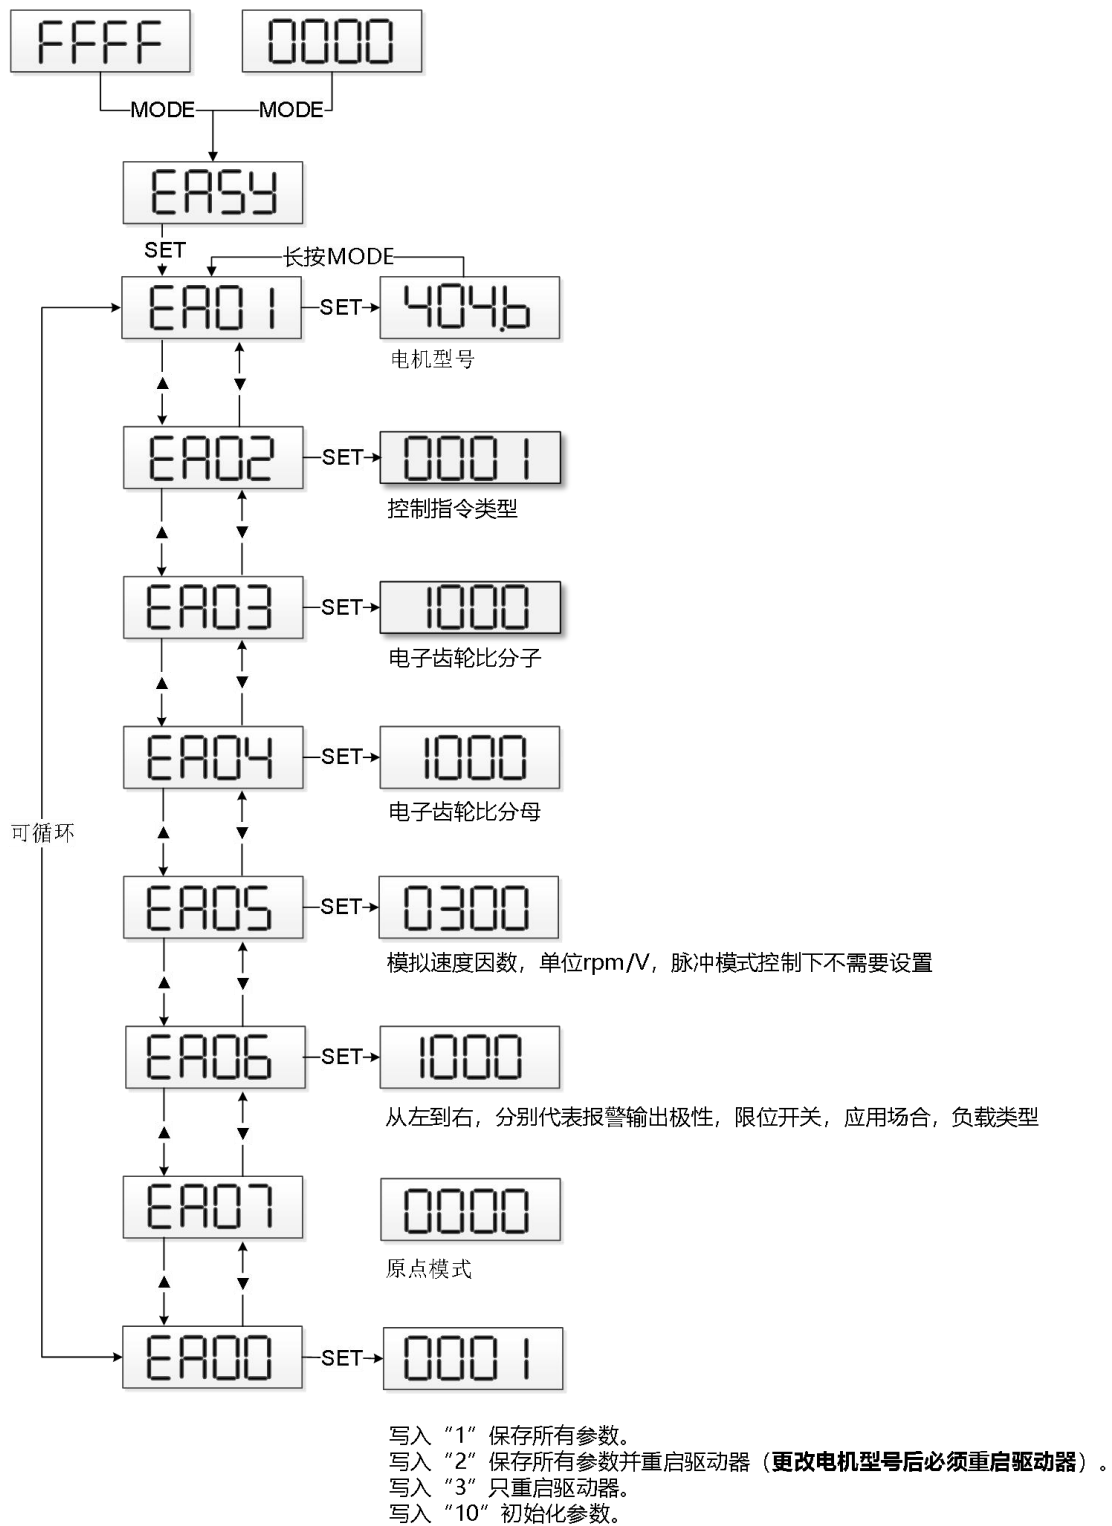 FFFF 0000
MODE MODE
EASY
SET
长按MODE
EA01 SET 404.b
电机型号
▲ ▼
EA02 SET 0001
控制指令类型
▲ ▼
EA03 SET 1000
电子齿轮比分子
▲ ▼
EA04 SET 1000
电子齿轮比分母
可循环
▲ ▼
EA05 SET 0300
模拟速度因数，单位rpm/V，脉冲模式控制下不需要设置
▲ ▼
EA06 SET 1000
从左到右，分别代表报警输出极性，限位开关，应用场合，负载类型
▲ ▼
EA07 0000
原点模式
▲ ▼
EA00 SET 0001
写入“1”保存所有参数。
写入“2”保存所有参数并重启驱动器（更改电机型号后必须重启驱动器）。
写入“3”只重启驱动器。
写入“10”初始化参数。